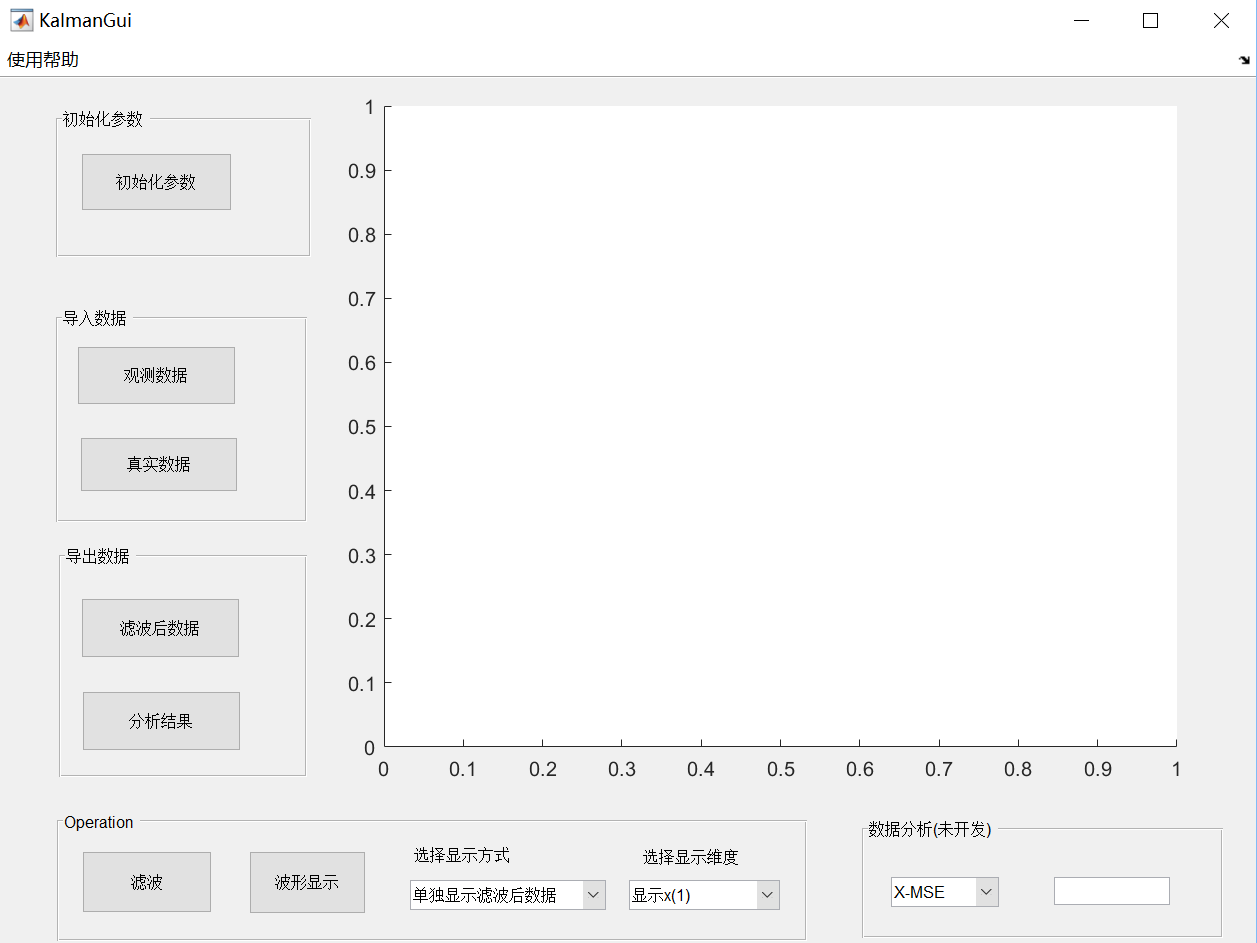 KalmanGui
使用帮助
初始化参数
初始化参数
导入数据
观测数据
真实数据
导出数据
滤波后数据
分析结果
1
0.9
0.8
0.7
0.6
0.5
0.4
0.3
0.2
0.1
0
0 0.1 0.2 0.3 0.4 0.5 0.6 0.7 0.8 0.9 1
Operation
滤波
波形显示
选择显示方式
单独显示滤波后数据
选择显示维度
显示x(1)
数据分析(未开发)
X-MSE